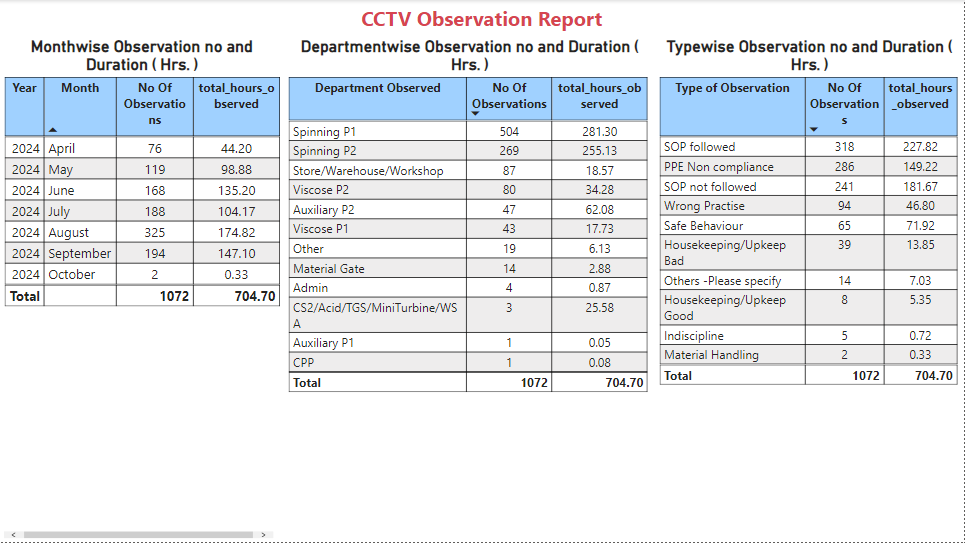 CCTV Observation Report
Monthwise Observation no and
Duration ( Hrs. )
Year Month No Of Observatio ns total_hours_o bserved
2024 April 76 44.20
2024 May 119 98.88
2024 June 168 135.20
2024 July 188 104.17
2024 August 325 174.82
2024 September 194 147.10
2024 October 2 0.33
Total 1072 704.70
Departmentwise Observation no and Duration (
Hrs. )
Department Observed No Of Observations total_hours_ob served
Spinning P1 504 281.30
Spinning P2 269 255.13
Store/Warehouse/Workshop 87 18.57
Viscose P2 80 34.28
Auxiliary P2 47 62.08
Viscose P1 43 17.73
Other 19 6.13
Material Gate 14 2.88
Admin 4 0.87
CS2/Acid/TGS/MiniTurbine/WS 3 25.58
A
Auxiliary P1 1 0.05
CPP 1 0.08
Total 1072 704.70
Typewise Observation no and Duration (
Hrs. )
Type of Observation No Of Observation s total_hours _observed
SOP followed 318 227.82
PPE Non compliance 286 149.22
SOP not followed 241 181.67
Wrong Practise 94 46.80
Safe Behaviour 65 71.92
Housekeeping/Upkeep 39 13.85
Bad
Others -Please specify 14 7.03
Housekeeping/Upkeep 8 5.35
Good
Indiscipline 5 0.72
Material Handling 2 0.33
Total 1072 704.70